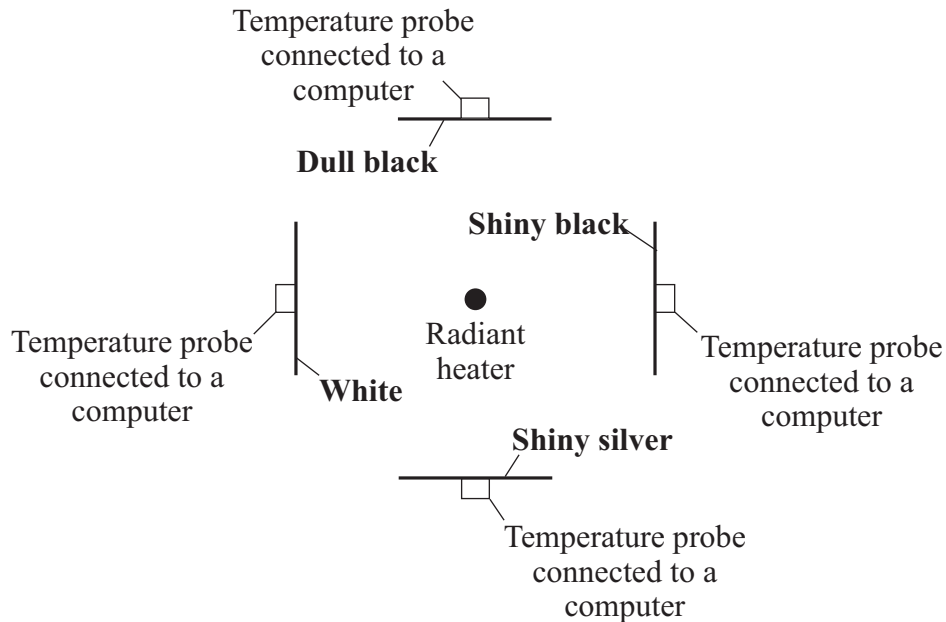 Temperature probe
connected to a
computer
Dull black
Shiny black
Radiant
heater
Temperature probe
connected to a
computer
White
Temperature probe
connected to a
computer
Shiny silver
Temperature probe
connected to a
computer